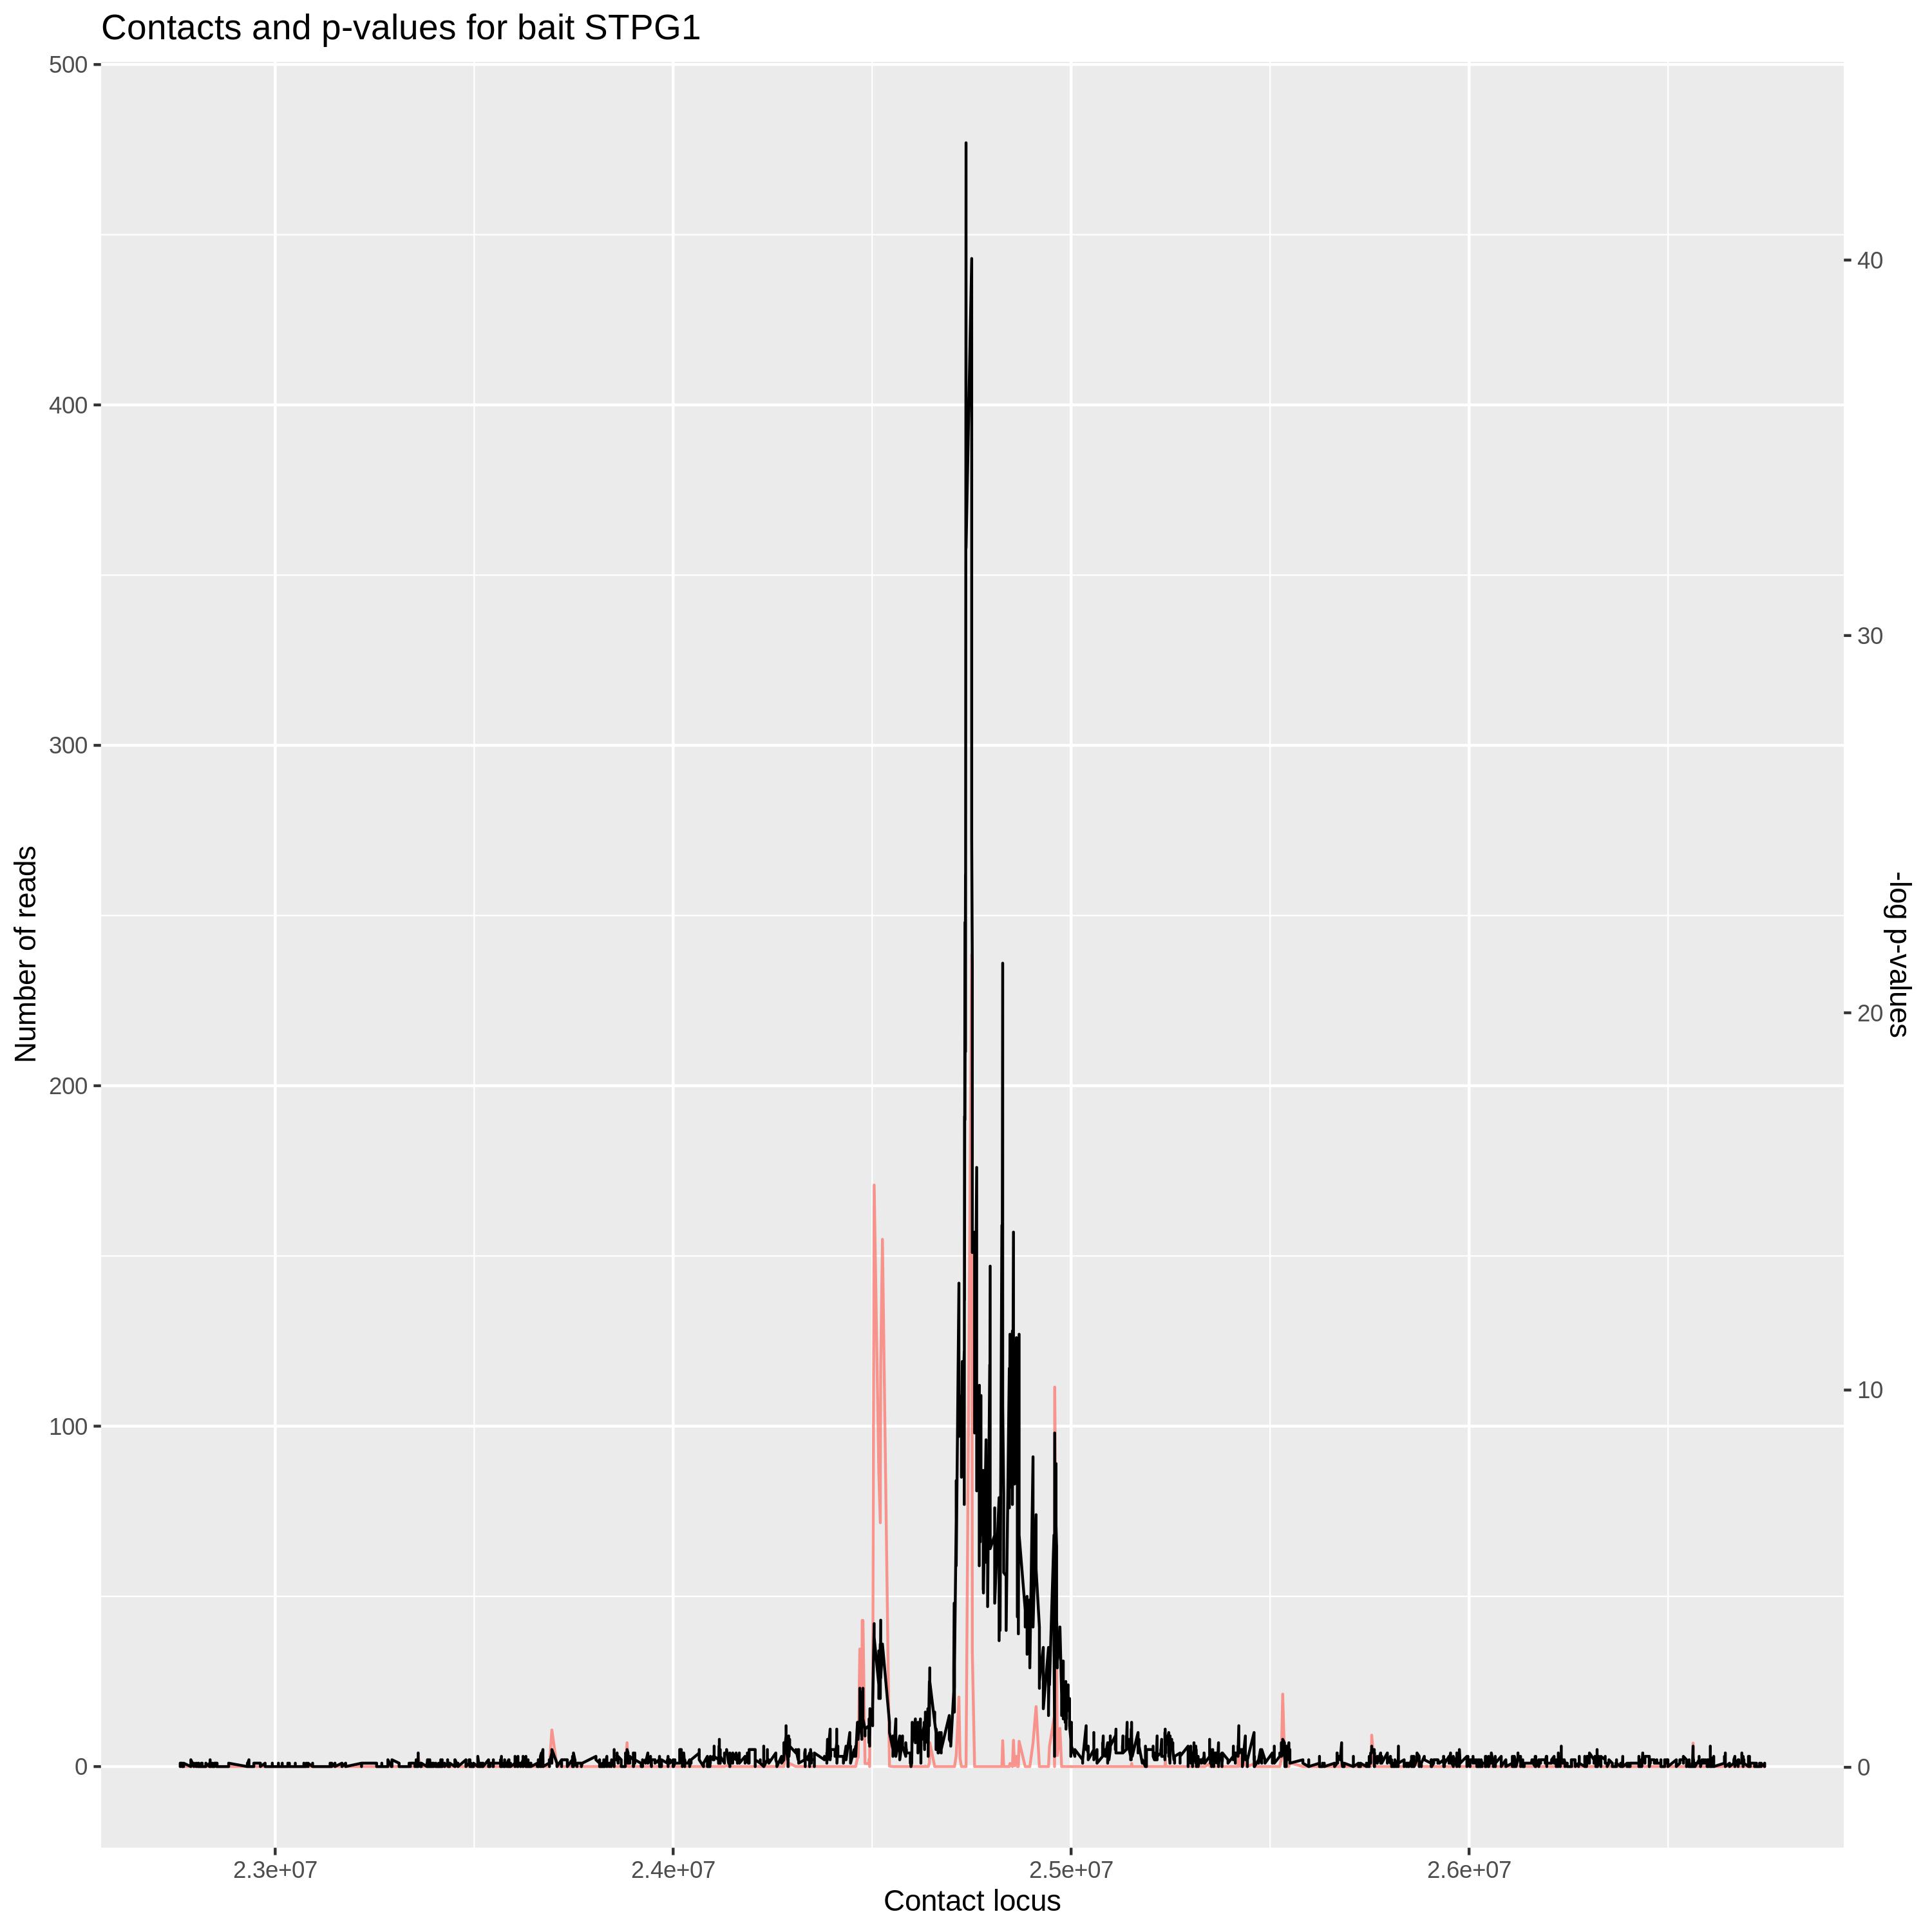 Contacts and p-values for bait STPG1
500
400
300
200
100
0
Number of reads
40
30
20
10
0
-log p-values
2.3e+07
2.4e+07
2.5e+07
2.6e+07
Contact locus